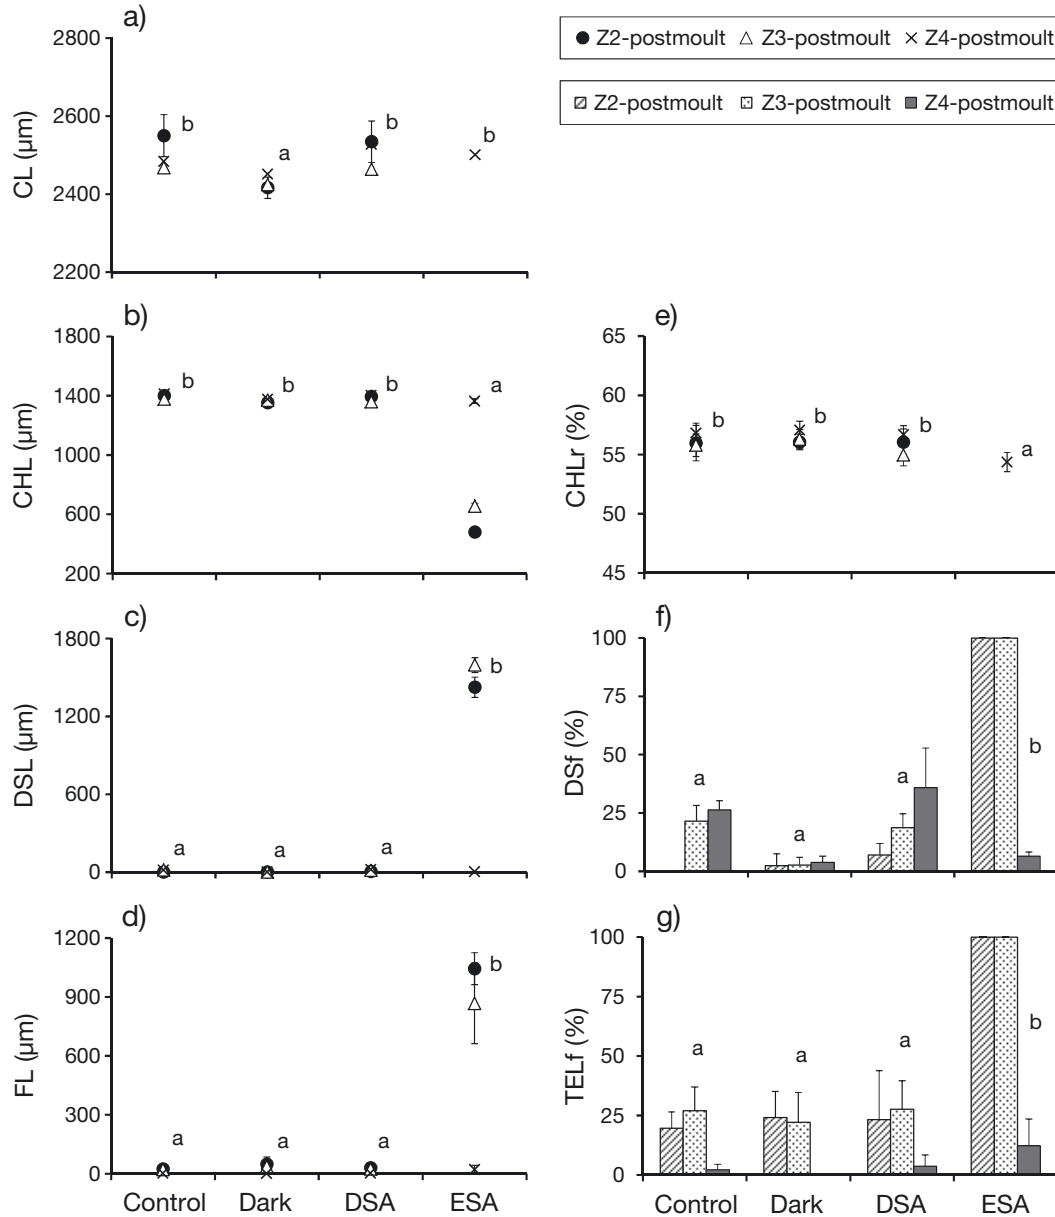 a)
2800
2600
2400
2200
CL (µm)
b
a
b
b
Z2-postmoult Z3-postmoult Z4-postmoult
Z2-postmoult Z3-postmoult Z4-postmoult
b)
1800
1400
1000
600
200
CHL (µm)
b
b
b
a
e)
65
60
55
50
45
CHLr (%)
b
b
b
a
c)
1800
1200
600
0
DSL (µm)
a
a
a
b
f)
100
75
50
25
0
DSf (%)
a
a
a
b
d)
1200
900
600
300
0
FL (µm)
a
a
a
b
Control Dark DSA ESA
g)
100
75
50
25
0
TELf (%)
a
a
a
b
Control Dark DSA ESA